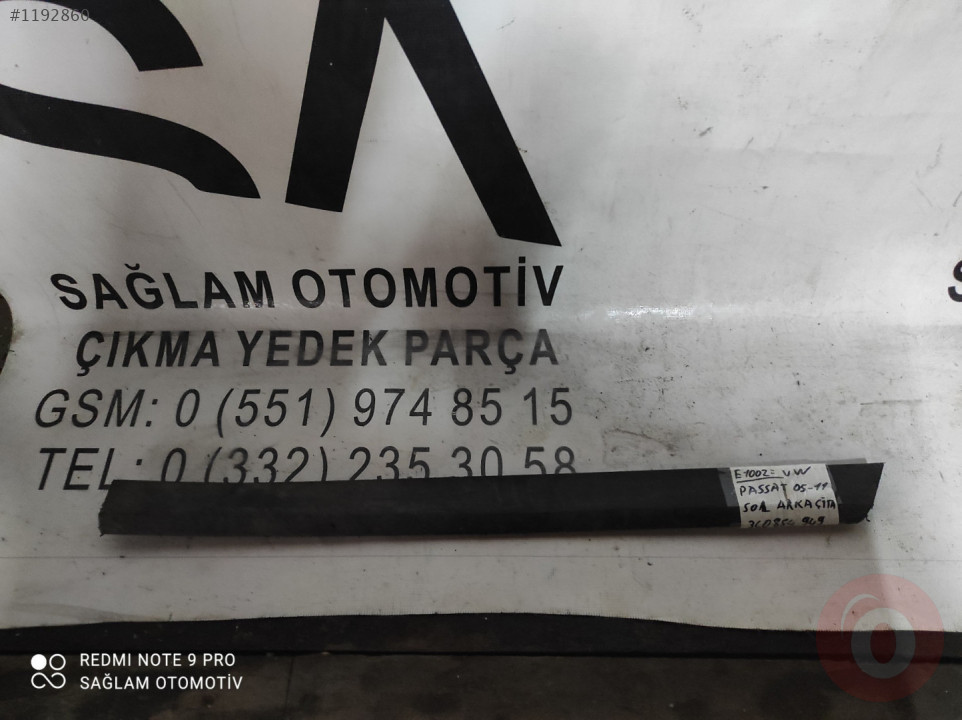 #1192860
SAĞLAM OTOMOTİV
ÇIKMA YEDEK PARÇA
GSM: 0 (551) 974 85 15
TEL: 0 (332) 235 30 58
E1002= VW
PASSAT 05-11
SOL ARKA ÇITA
REDMI NOTE 9 PRO
SAĞLAM OTOMOTİV